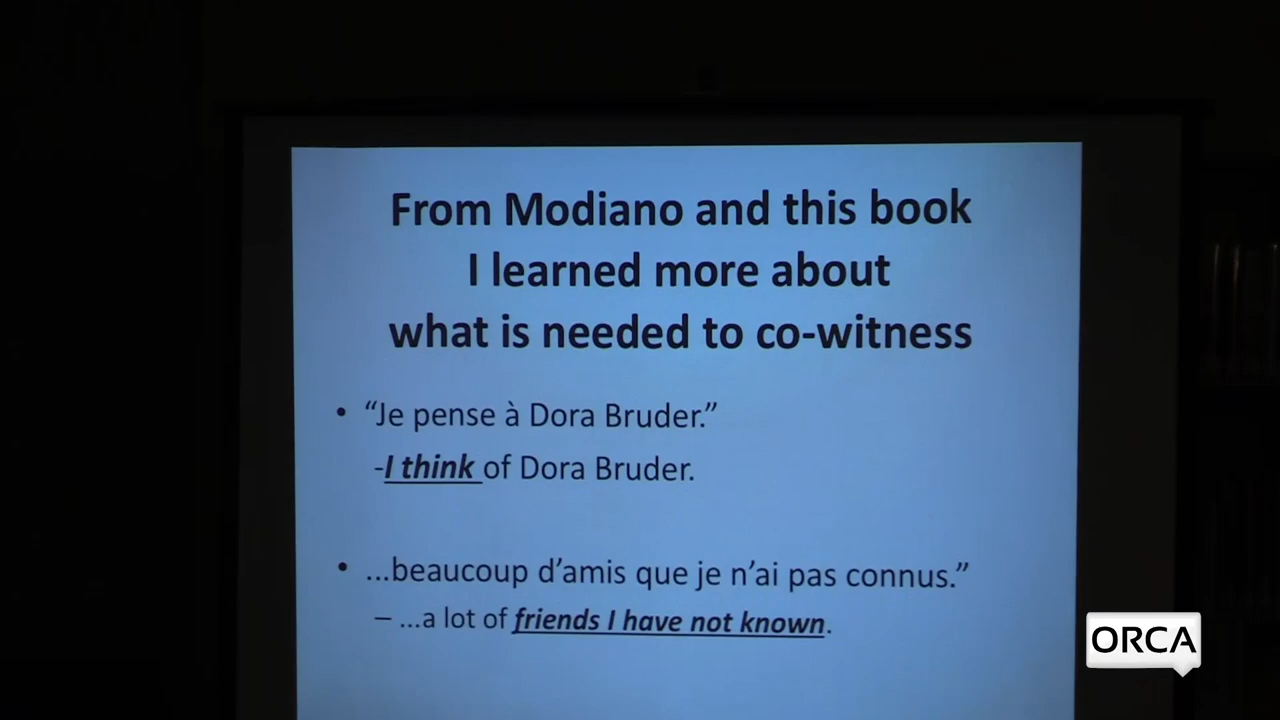 From Modiano and this book
I learned more about
what is needed to co-witness
• “Je pense à Dora Bruder.”
-I think of Dora Bruder.
• ...beaucoup d’amis que je n’ai pas connus.”
– ...a lot of friends I have not known.
ORCA